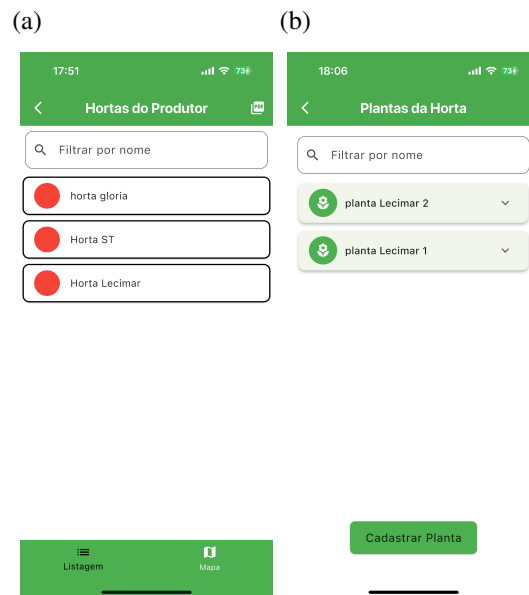 (a)
17:51
73
Hortas do Produtor
PDF
Filtrar por nome
horta gloria
Horta ST
Horta Lecimar
Listagem
Mapa
(b)
18:06
73
Plantas da Horta
Filtrar por nome
planta Lecimar 2
planta Lecimar 1
Cadastrar Planta